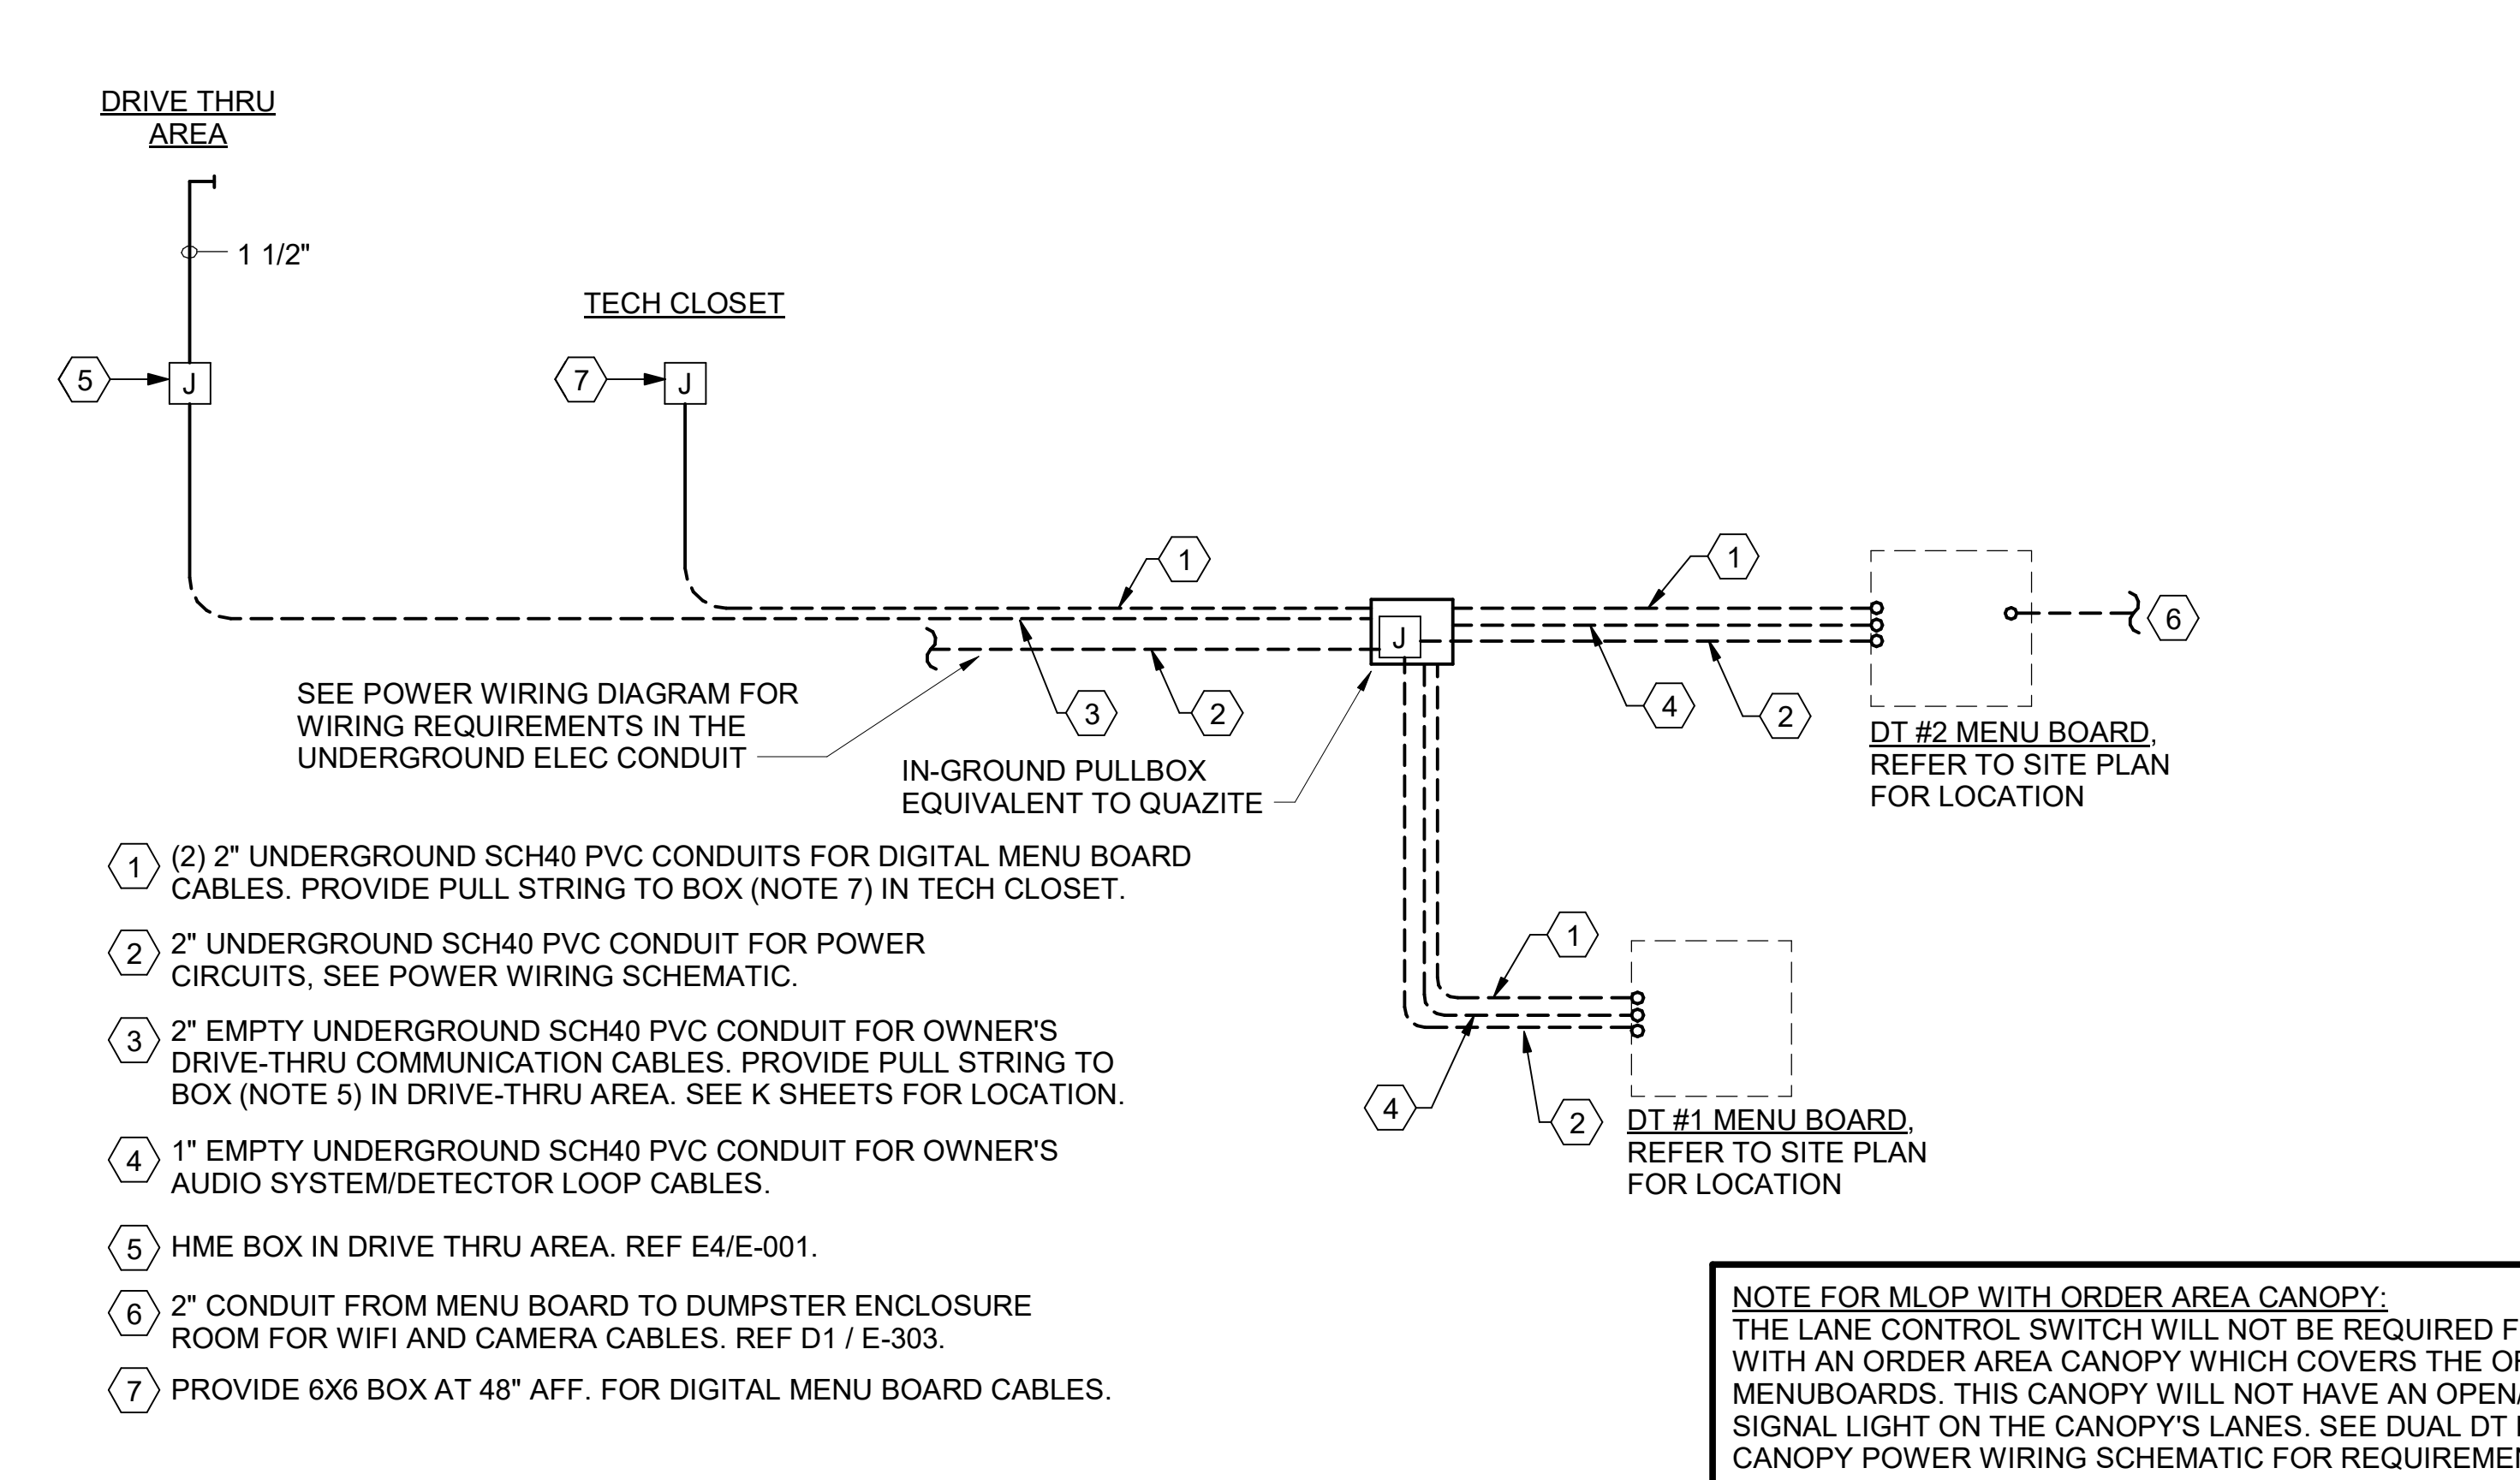 DRIVE THRU
AREA
1 1/2"
TECH CLOSET
5
J
7
J
1
1
J
6
3
2
4
2
SEE POWER WIRING DIAGRAM FOR
WIRING REQUIREMENTS IN THE
UNDERGROUND ELEC CONDUIT
IN-GROUND PULLBOX
EQUIVALENT TO QUAZITE
DT #2 MENU BOARD,
REFER TO SITE PLAN
FOR LOCATION
1
4
2
DT #1 MENU BOARD,
REFER TO SITE PLAN
FOR LOCATION
1 (2) 2" UNDERGROUND SCH40 PVC CONDUITS FOR DIGITAL MENU BOARD
CABLES. PROVIDE PULL STRING TO BOX (NOTE 7) IN TECH CLOSET.
2 2" UNDERGROUND SCH40 PVC CONDUIT FOR POWER
CIRCUITS, SEE POWER WIRING SCHEMATIC.
3 2" EMPTY UNDERGROUND SCH40 PVC CONDUIT FOR OWNER'S
DRIVE-THRU COMMUNICATION CABLES. PROVIDE PULL STRING TO
BOX (NOTE 5) IN DRIVE-THRU AREA. SEE K SHEETS FOR LOCATION.
4 1" EMPTY UNDERGROUND SCH40 PVC CONDUIT FOR OWNER'S
AUDIO SYSTEM/DETECTOR LOOP CABLES.
5 HME BOX IN DRIVE THRU AREA. REF E4/E-001.
6 2" CONDUIT FROM MENU BOARD TO DUMPSTER ENCLOSURE
ROOM FOR WIFI AND CAMERA CABLES. REF D1 / E-303.
7 PROVIDE 6X6 BOX AT 48" AFF. FOR DIGITAL MENU BOARD CABLES.
NOTE FOR MLOP WITH ORDER AREA CANOPY:
THE LANE CONTROL SWITCH WILL NOT BE REQUIRED
WITH AN ORDER AREA CANOPY WHICH COVERS THE
MENUBOARDS. THIS CANOPY WILL NOT HAVE AN
SIGNAL LIGHT ON THE CANOPY'S LANES. SEE DUAL DT
CANOPY POWER WIRING SCHEMATIC FOR